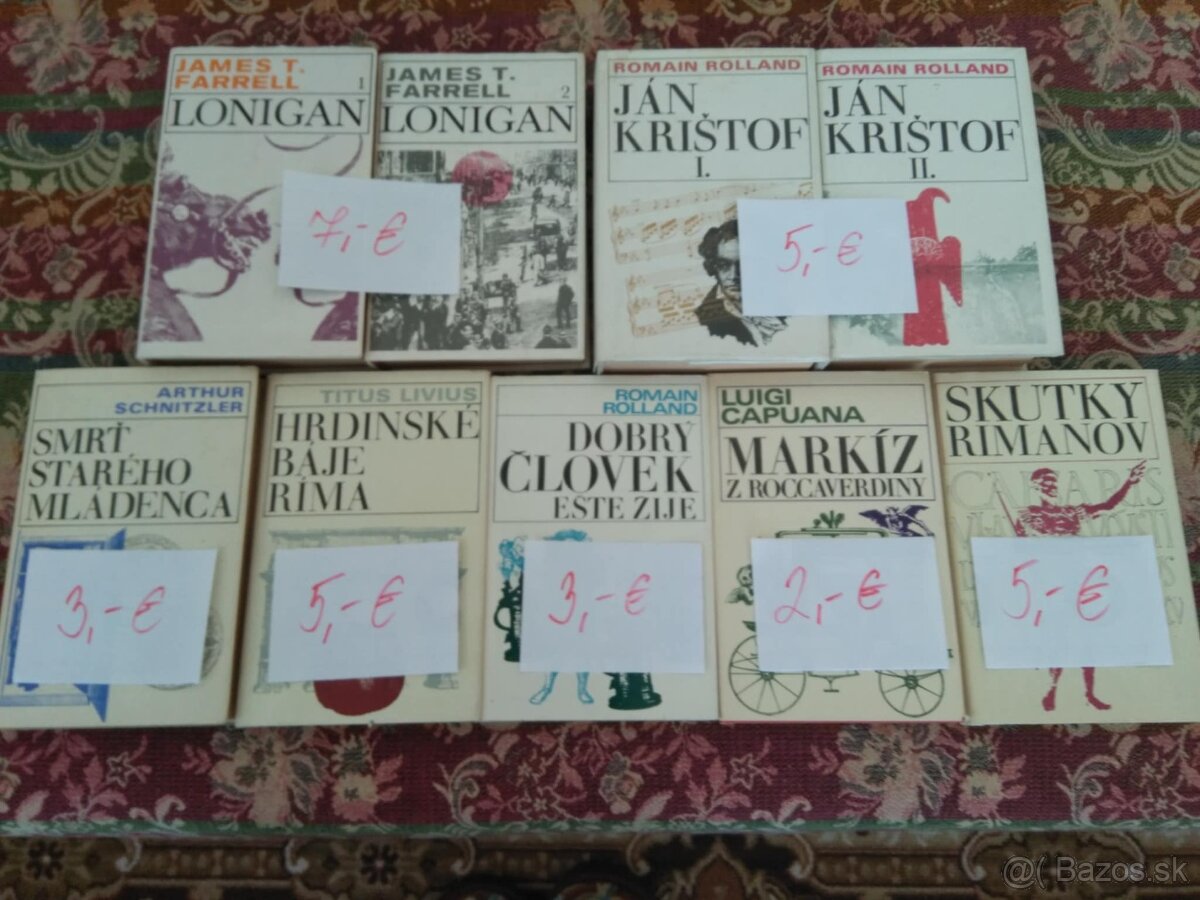 JAMES T.
FARRELL
1
LONIGAN
JAMES T.
FARRELL
2
LONIGAN
7,-€
ROMAIN ROLLAND
JÁN
KRIŠTOF
I.
ROMAIN ROLLAND
JÁN
KRIŠTOF
II.
5,-€
ARTHUR
SCHNITZLER
SMRŤ
STARÉHO
MLÁDENCA
3,-€
TITUS LIVIUS
HRDINSKÉ
BÁJE
RÍMA
5,-€
ROMAIN
ROLLAND
DOBRÝ
ČLOVEK
EŠTE ŽIJE
3,-€
LUIGI
CAPUANA
MARKÍZ
Z ROCCAVERDINY
2,-€
SKUTKY
RIMANOV
5,-€
@( Bazos.sk